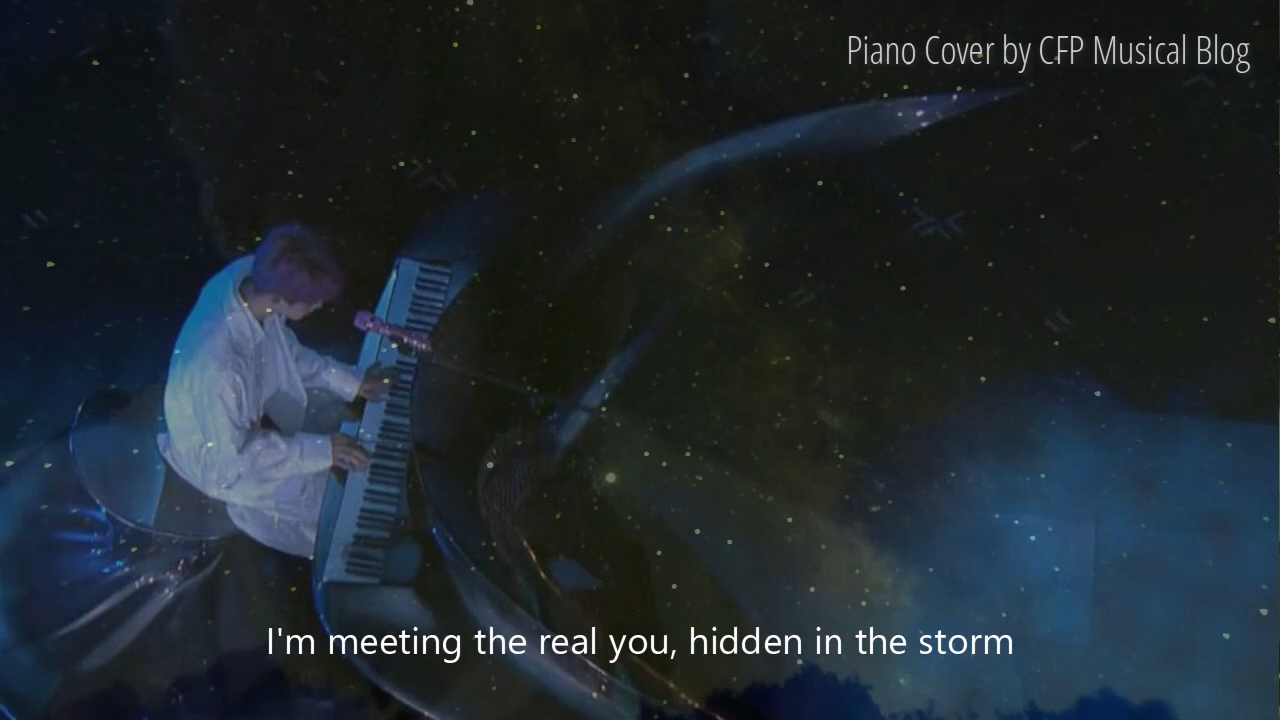 Piano Cover by CFP Musical Blog
I'm meeting the real you, hidden in the storm